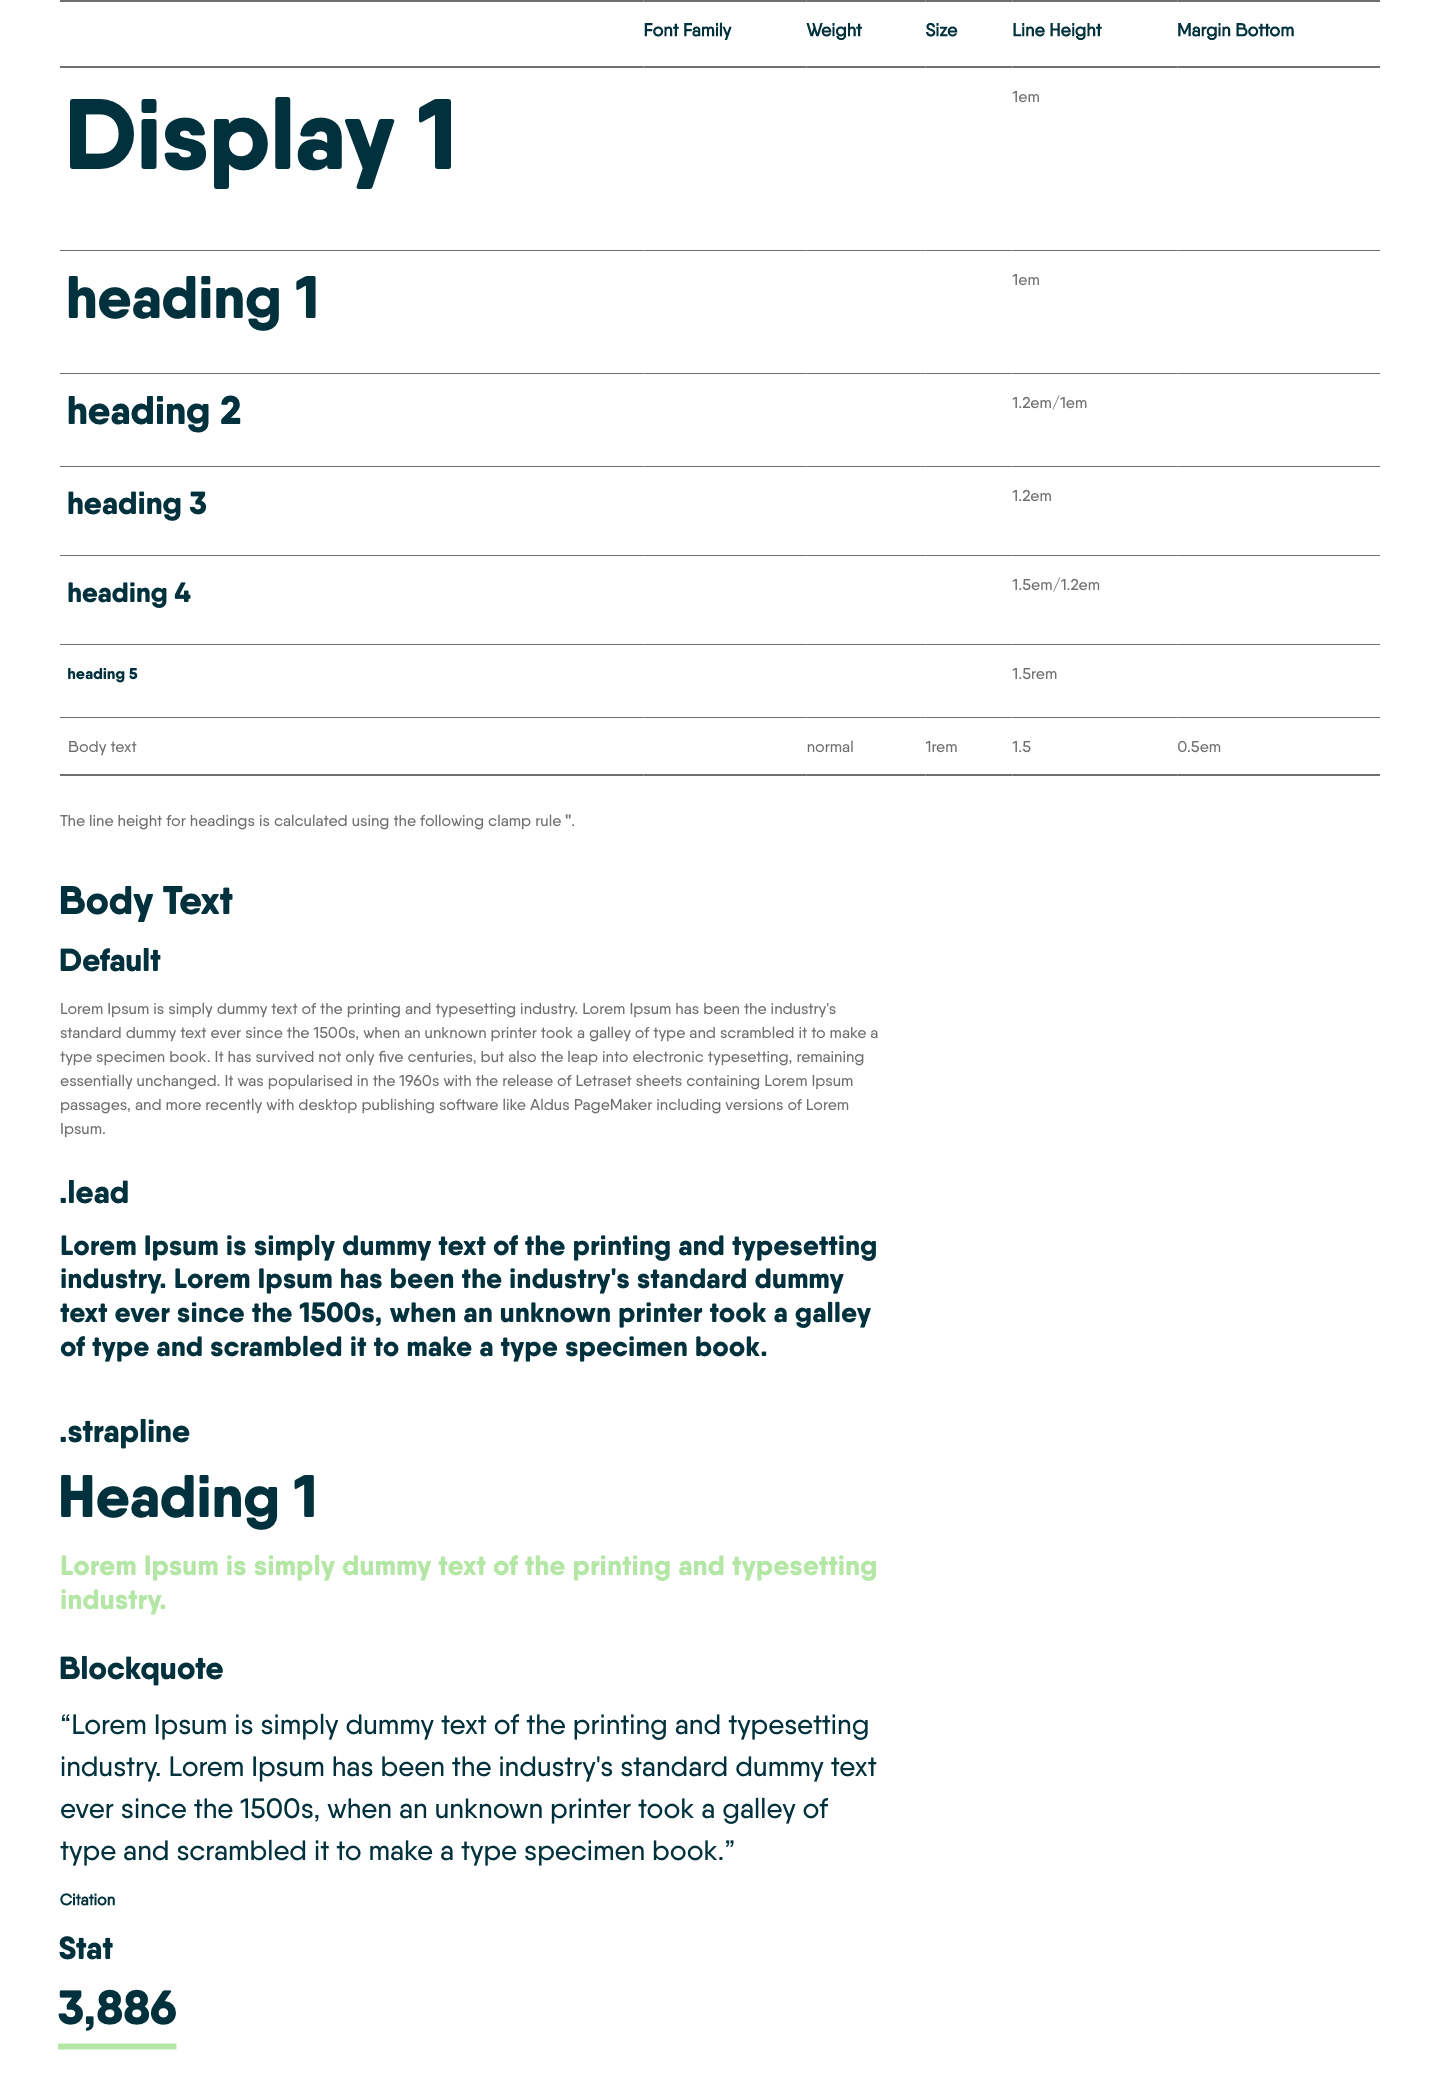 Font Family Weight Size Line Height Margin Bottom
Display 1 1em
heading 1 1em
heading 2 1.2em/1em
heading 3 1.2em
heading 4 1.5em/1.2em
heading 5 1.5rem
Body text normal 1rem 1.5 0.5em
The line height for headings is calculated using the following clamp rule ''.
Body Text
Default
Lorem Ipsum is simply dummy text of the printing and typesetting industry. Lorem Ipsum has been the industry's
standard dummy text ever since the 1500s, when an unknown printer took a galley of type and scrambled it to make a
type specimen book. It has survived not only five centuries, but also the leap into electronic typesetting, remaining
essentially unchanged. It was popularised in the 1960s with the release of Letraset sheets containing Lorem Ipsum
passages, and more recently with desktop publishing software like Aldus PageMaker including versions of Lorem
Ipsum.
.lead
Lorem Ipsum is simply dummy text of the printing and typesetting
industry. Lorem Ipsum has been the industry's standard dummy
text ever since the 1500s, when an unknown printer took a galley
of type and scrambled it to make a type specimen book.
.strapline
Heading 1
Lorem Ipsum is simply dummy text of the printing and typesetting
industry.
Blockquote
“Lorem Ipsum is simply dummy text of the printing and typesetting
industry. Lorem Ipsum has been the industry's standard dummy text
ever since the 1500s, when an unknown printer took a galley of
type and scrambled it to make a type specimen book.”
Citation
Stat
3,886